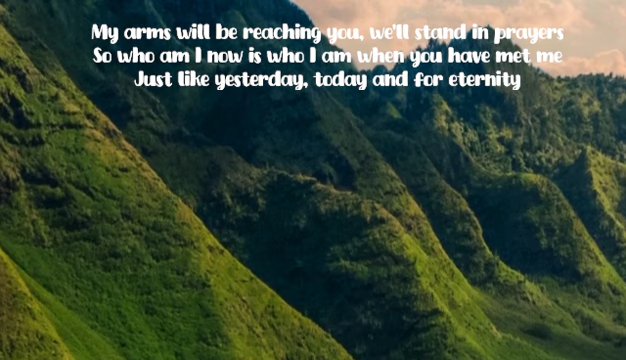 My arms will be reaching you, we'll stand in prayers
So who am I now is who I am when you have met me
Just like yesterday, today and for eternity